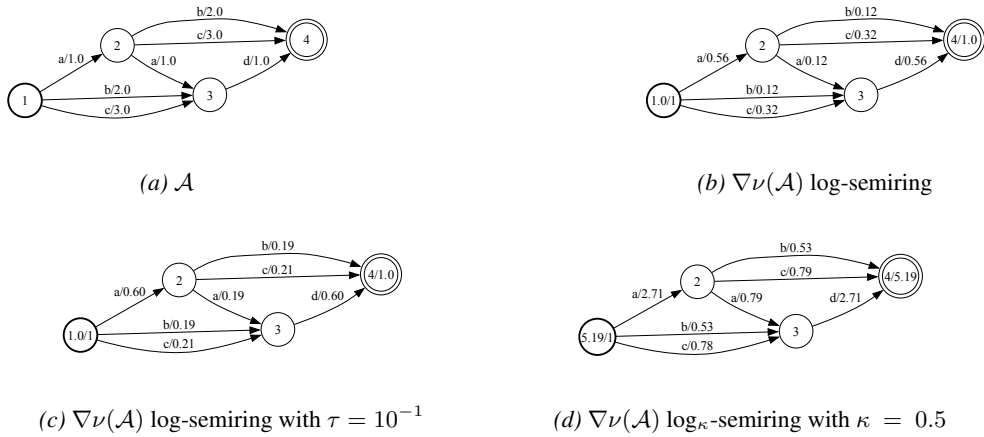 b/2.0
2
c/3.0
4
a/1.0
a/1.0
d/1.0
b/2.0
3
1
c/3.0
(a) 𝒜
b/0.12
2
c/0.32
4/1.0
a/0.56
a/0.12
d/0.56
b/0.12
3
1.0/1
c/0.32
(b) ∇ν(𝒜) log-semiring
b/0.19
2
c/0.21
4/1.0
a/0.60
a/0.19
d/0.60
b/0.19
3
1.0/1
c/0.21
(c) ∇ν(𝒜) log-semiring with τ = 10⁻¹
b/0.53
2
c/0.79
4/5.19
a/2.71
a/0.79
d/2.71
b/0.53
3
5.19/1
c/0.78
(d) ∇ν(𝒜) logκ-semiring with κ = 0.5